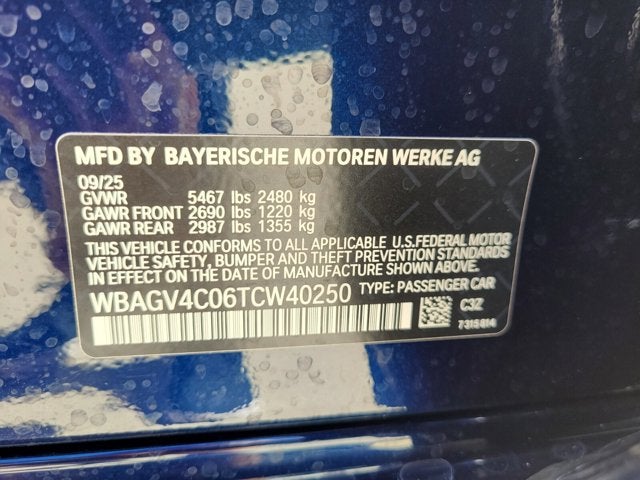 MFD BY BAYERISCHE MOTOREN WERKE AG
09/25
GVWR 5467 lbs 2480 kg
GAWR FRONT 2690 lbs 1220 kg
GAWR REAR 2987 lbs 1355 kg
THIS VEHICLE CONFORMS TO ALL APPLICABLE U.S.FEDERAL MOTOR
VEHICLE SAFETY, BUMPER AND THEFT PREVENTION STANDARDS
IN EFFECT ON THE DATE OF MANUFACTURE SHOWN ABOVE.
WBAGV4C06TCW40250 TYPE: PASSENGER CAR
C3Z
7315814